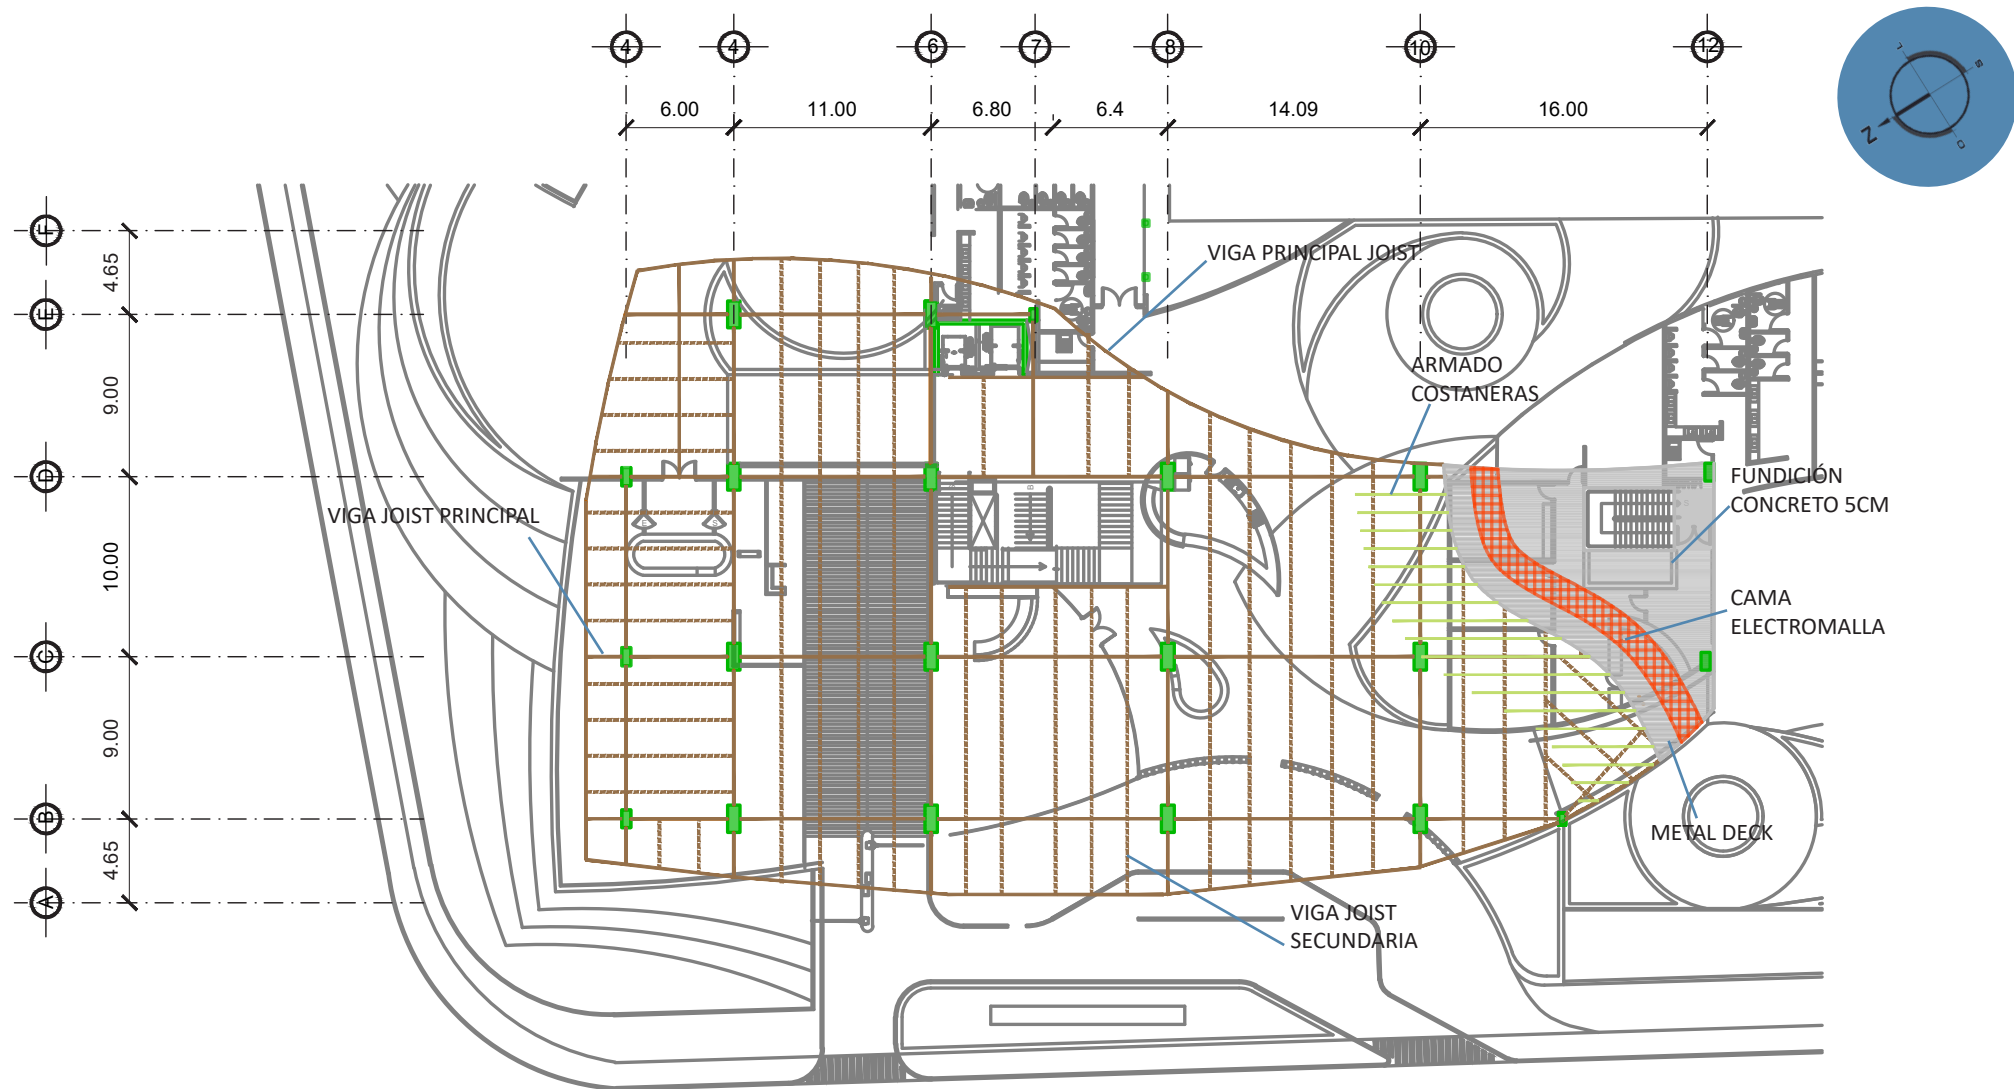 4 4 6 7 8 10 12
6.00 11.00 6.80 6.4 14.09 16.00
L
S
N
O
F
4.65
E
9.00
D
10.00
C
9.00
B
4.65
A
VIGA PRINCIPAL JOIST
ARMADO
COSTANERAS
VIGA JOIST PRINCIPAL
FUNDICIÓN
CONCRETO 5CM
CAMA
ELECTROMALLA
METAL DECK
VIGA JOIST
SECUNDARIA